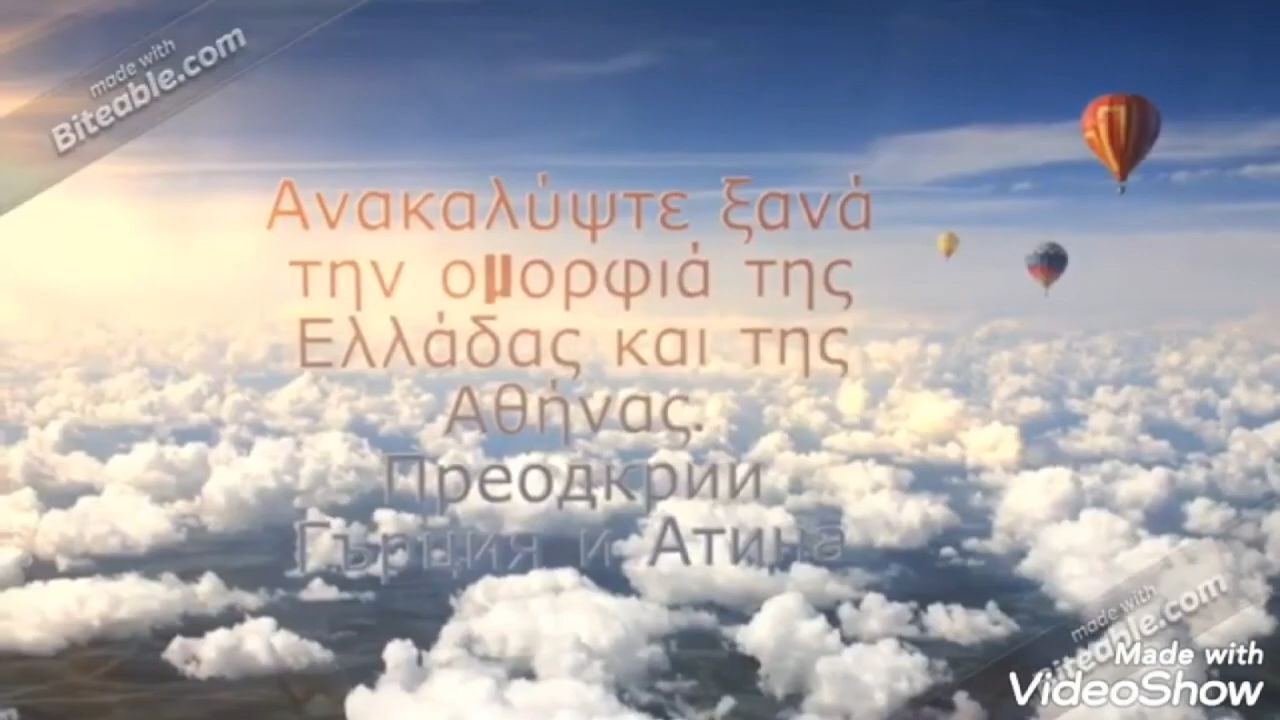 made with
Biteable.com
Ανακαλύψτε ξανά
την ομορφιά της
Ελλάδας και της
Αθήνας.
Преодкрии
Гърция и Атина
made with
Biteable.com
Made with
VideoShow